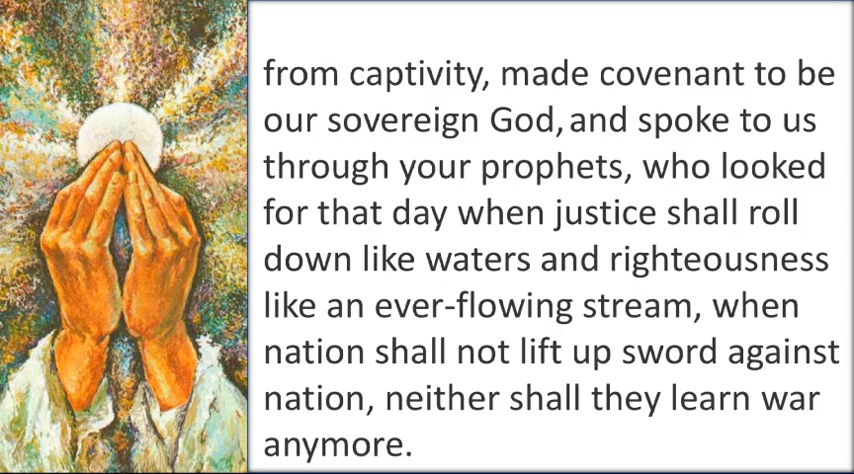 from captivity, made covenant to be
our sovereign God, and spoke to us
through your prophets, who looked
for that day when justice shall roll
down like waters and righteousness
like an ever-flowing stream, when
nation shall not lift up sword against
nation, neither shall they learn war
anymore.